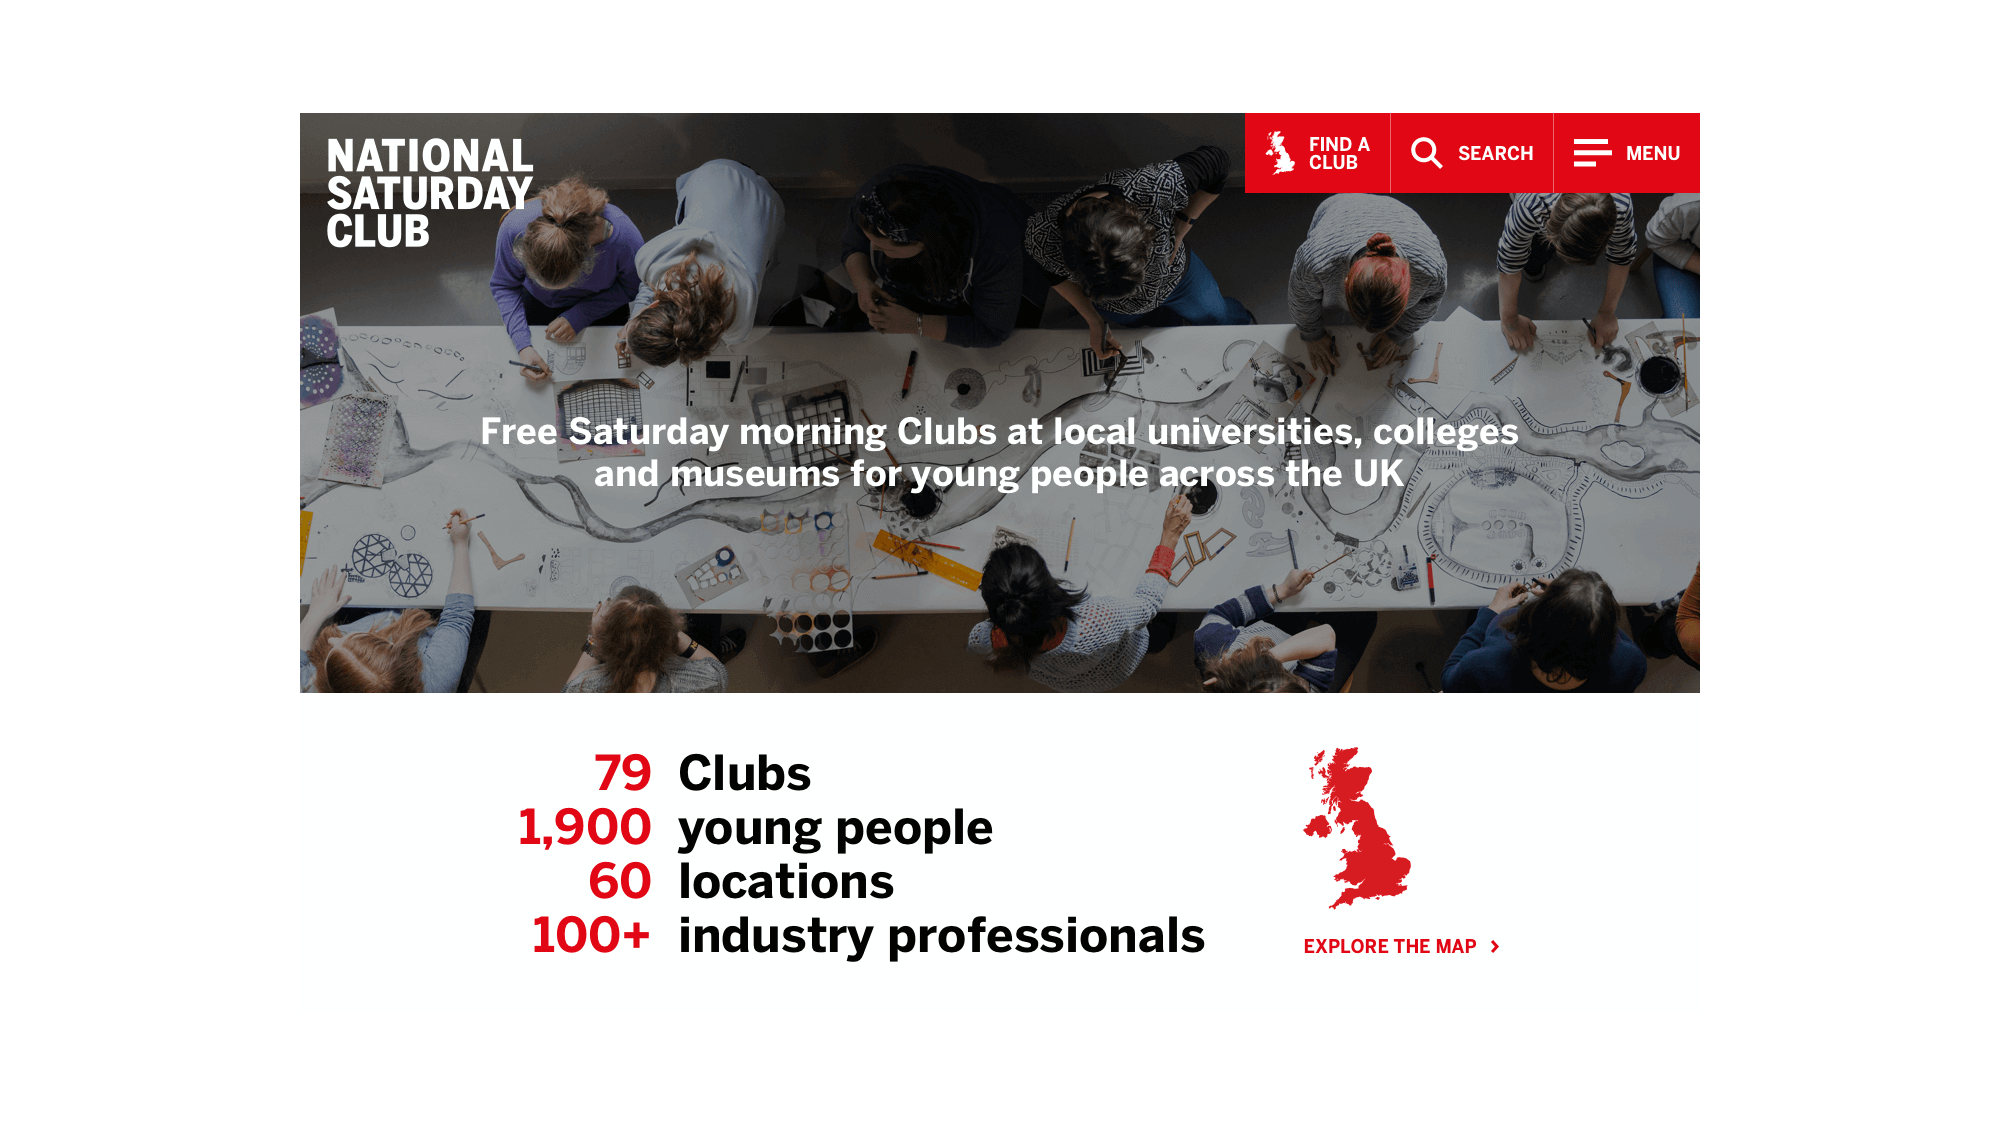 NATIONAL
SATURDAY
CLUB
FIND A
CLUB
SEARCH
MENU
Free Saturday morning Clubs at local universities, colleges
and museums for young people across the UK
79 Clubs
1,900 young people
60 locations
100+ industry professionals
EXPLORE THE MAP